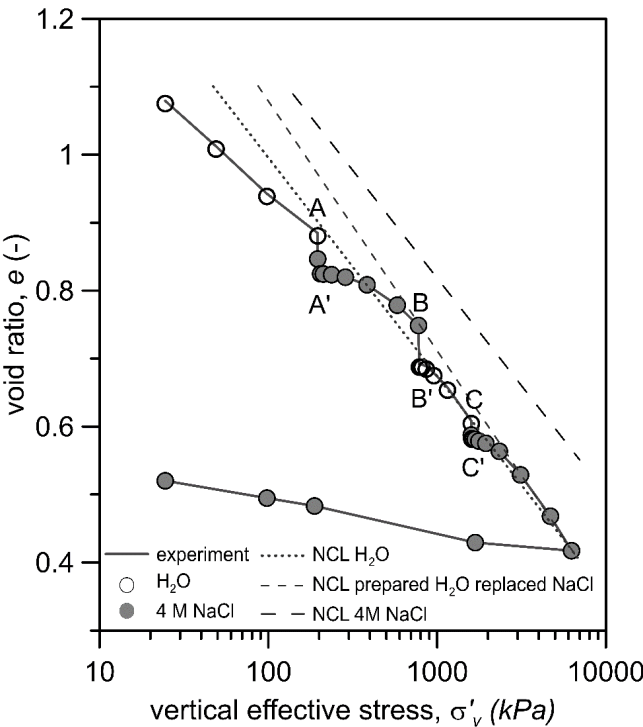 1.2
1
0.8
0.6
0.4
void ratio, e (-)
A
A'
B
B'
C
C'
experiment
H₂O
4 M NaCl
NCL H₂O
NCL prepared H₂O replaced NaCl
NCL 4M NaCl
10 100 1000 10000
vertical effective stress, σ'ᵥ (kPa)